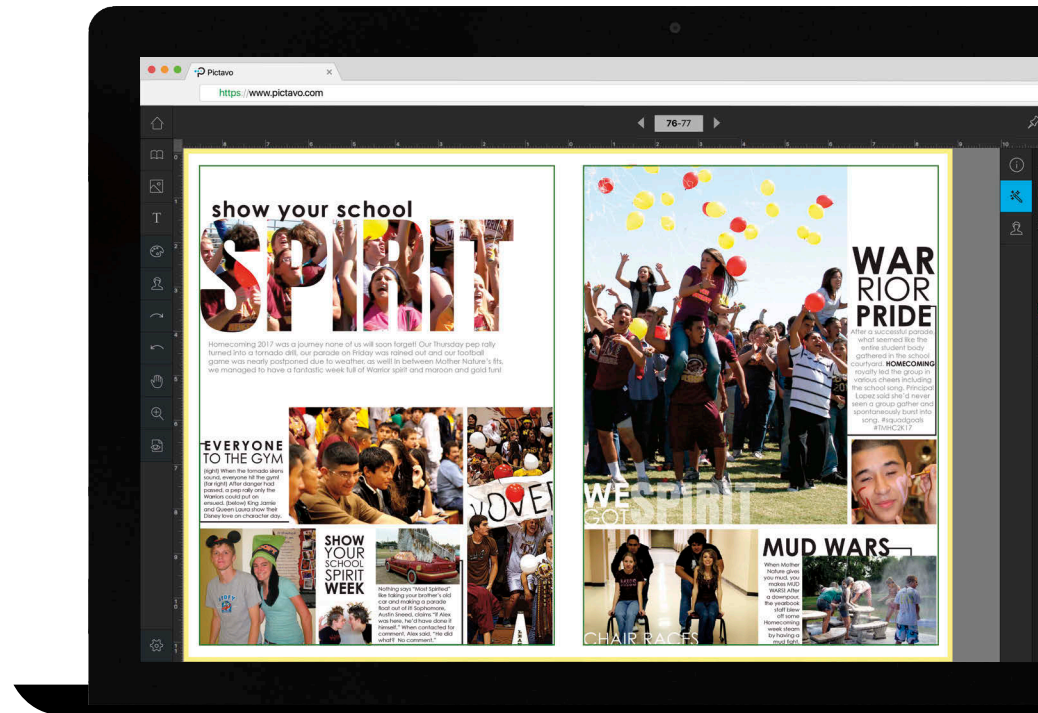 Pictavo
https://www.pictavo.com
76-77
show your school
SPIRIT
Homecoming 2017 was a journey none of us will soon forget! Our Thursday pep rally
turned into a tornado drill, our parade on Friday was rained out and our football
game was nearly postponed due to weather, as well! In between Mother Nature's fits,
we managed to have a fantastic week full of Warrior spirit and maroon and gold fun!
EVERYONE
TO THE GYM
(right) When the tornado sirens
sound, everyone hit the gym!
(far right) After danger had
passed, a pep rally only the
Warriors could put on
ensued. (below) King Jamie
and Queen Laura show their
Disney love on character day.
SHOW
YOUR
SCHOOL
SPIRIT
WEEK
Nothing says "Most Spirited"
like taking your brother's old
car and making a parade
float out of it! Sophomore,
Austin Sneed, claims "If Alex
was here, he'd have done it
himself." When contacted for
comment, Alex said, "He did
what? No comment."
WAR
RIOR
PRIDE
After a successful parade,
what seemed like the
entire student body
gathered in the school
courtyard. HOMECOMING
royalty led the group in
various cheers including
the school song. Principal
Lopez said she'd never
seen a group gather and
spontaneously burst into
song. #squadgoals
#TMHC2K17
WE
GOT SPIRIT
CHAIR RACES
MUD WARS
When Mother
Nature gives
you mud, you
makes MUD
WARS! After
a downpour,
the yearbook
staff blew
off some
Homecoming
week steam
by having a
mud fight.